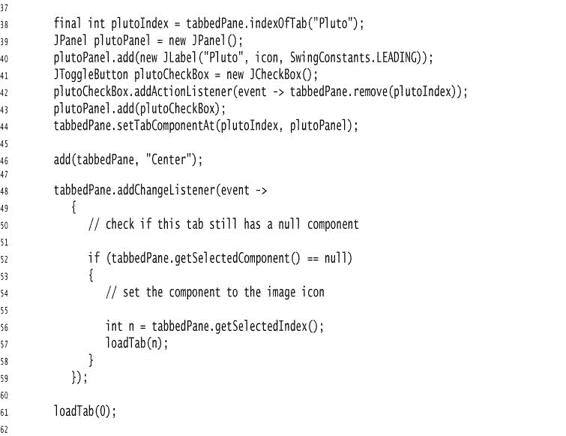 37
38 final int plutoIndex = tabbedPane.indexOfTab("Pluto");
39 JPanel plutoPanel = new JPanel();
40 plutoPanel.add(new JLabel("Pluto", icon, SwingConstants.LEADING));
41 JToggleButton plutoCheckBox = new JCheckBox();
42 plutoCheckBox.addActionListener(event -> tabbedPane.remove(plutoIndex));
43 plutoPanel.add(plutoCheckBox);
44 tabbedPane.setTabComponentAt(plutoIndex, plutoPanel);
45
46 add(tabbedPane, "Center");
47
48 tabbedPane.addChangeListener(event ->
49 {
50 // check if this tab still has a null component
51
52 if (tabbedPane.getSelectedComponent() == null)
53 {
54 // set the component to the image icon
55
56 int n = tabbedPane.getSelectedIndex();
57 loadTab(n);
58 }
59 });
60
61 loadTab(0);
62